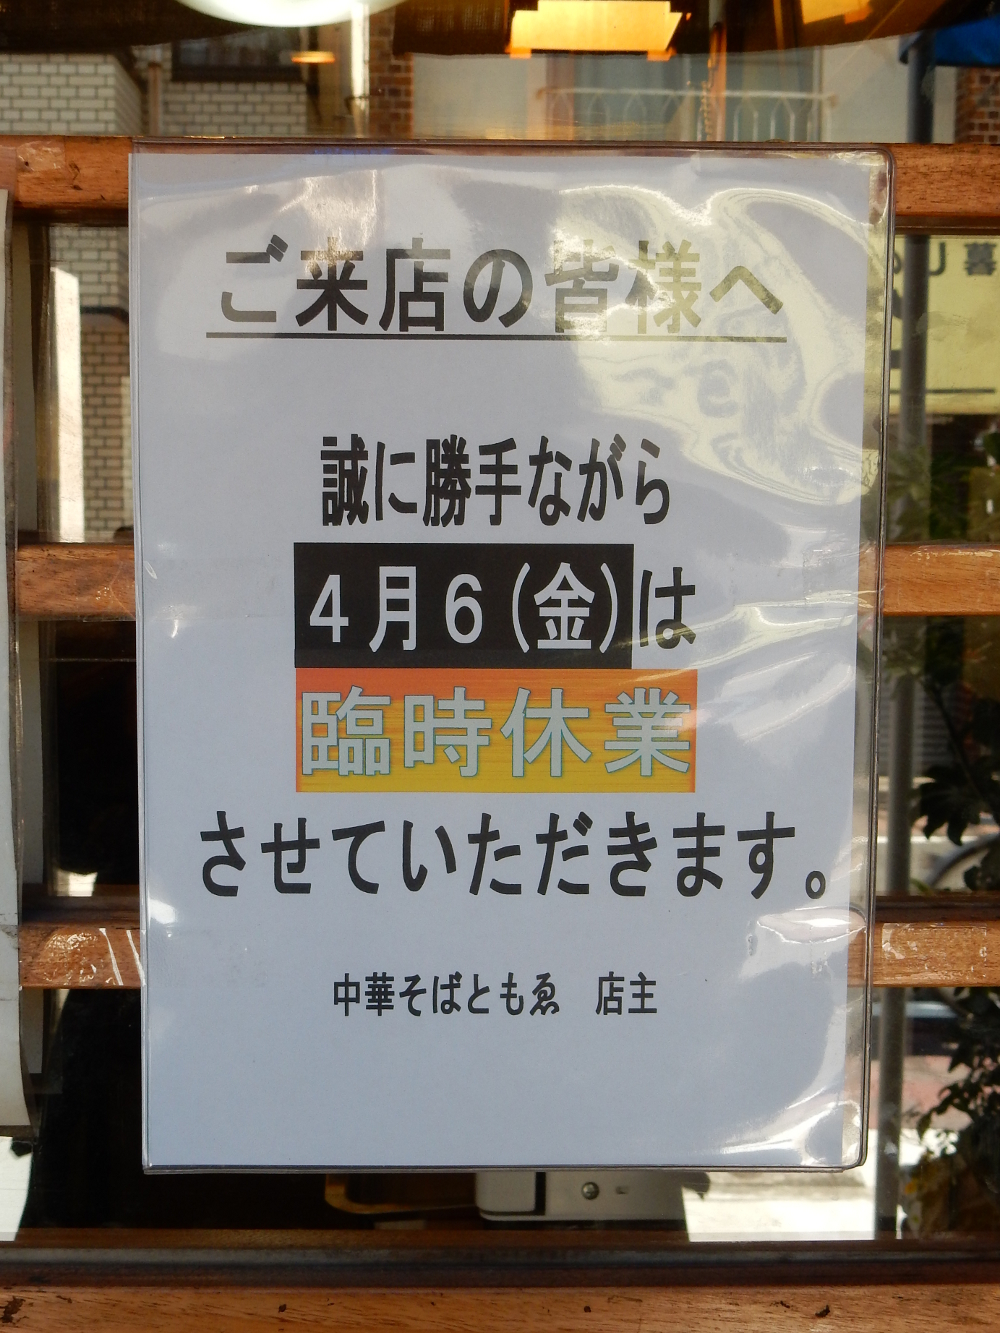 ご来店の皆様へ
誠に勝手ながら
４月６(金)は
臨時休業
させていただきます。
中華そばともゑ　店主